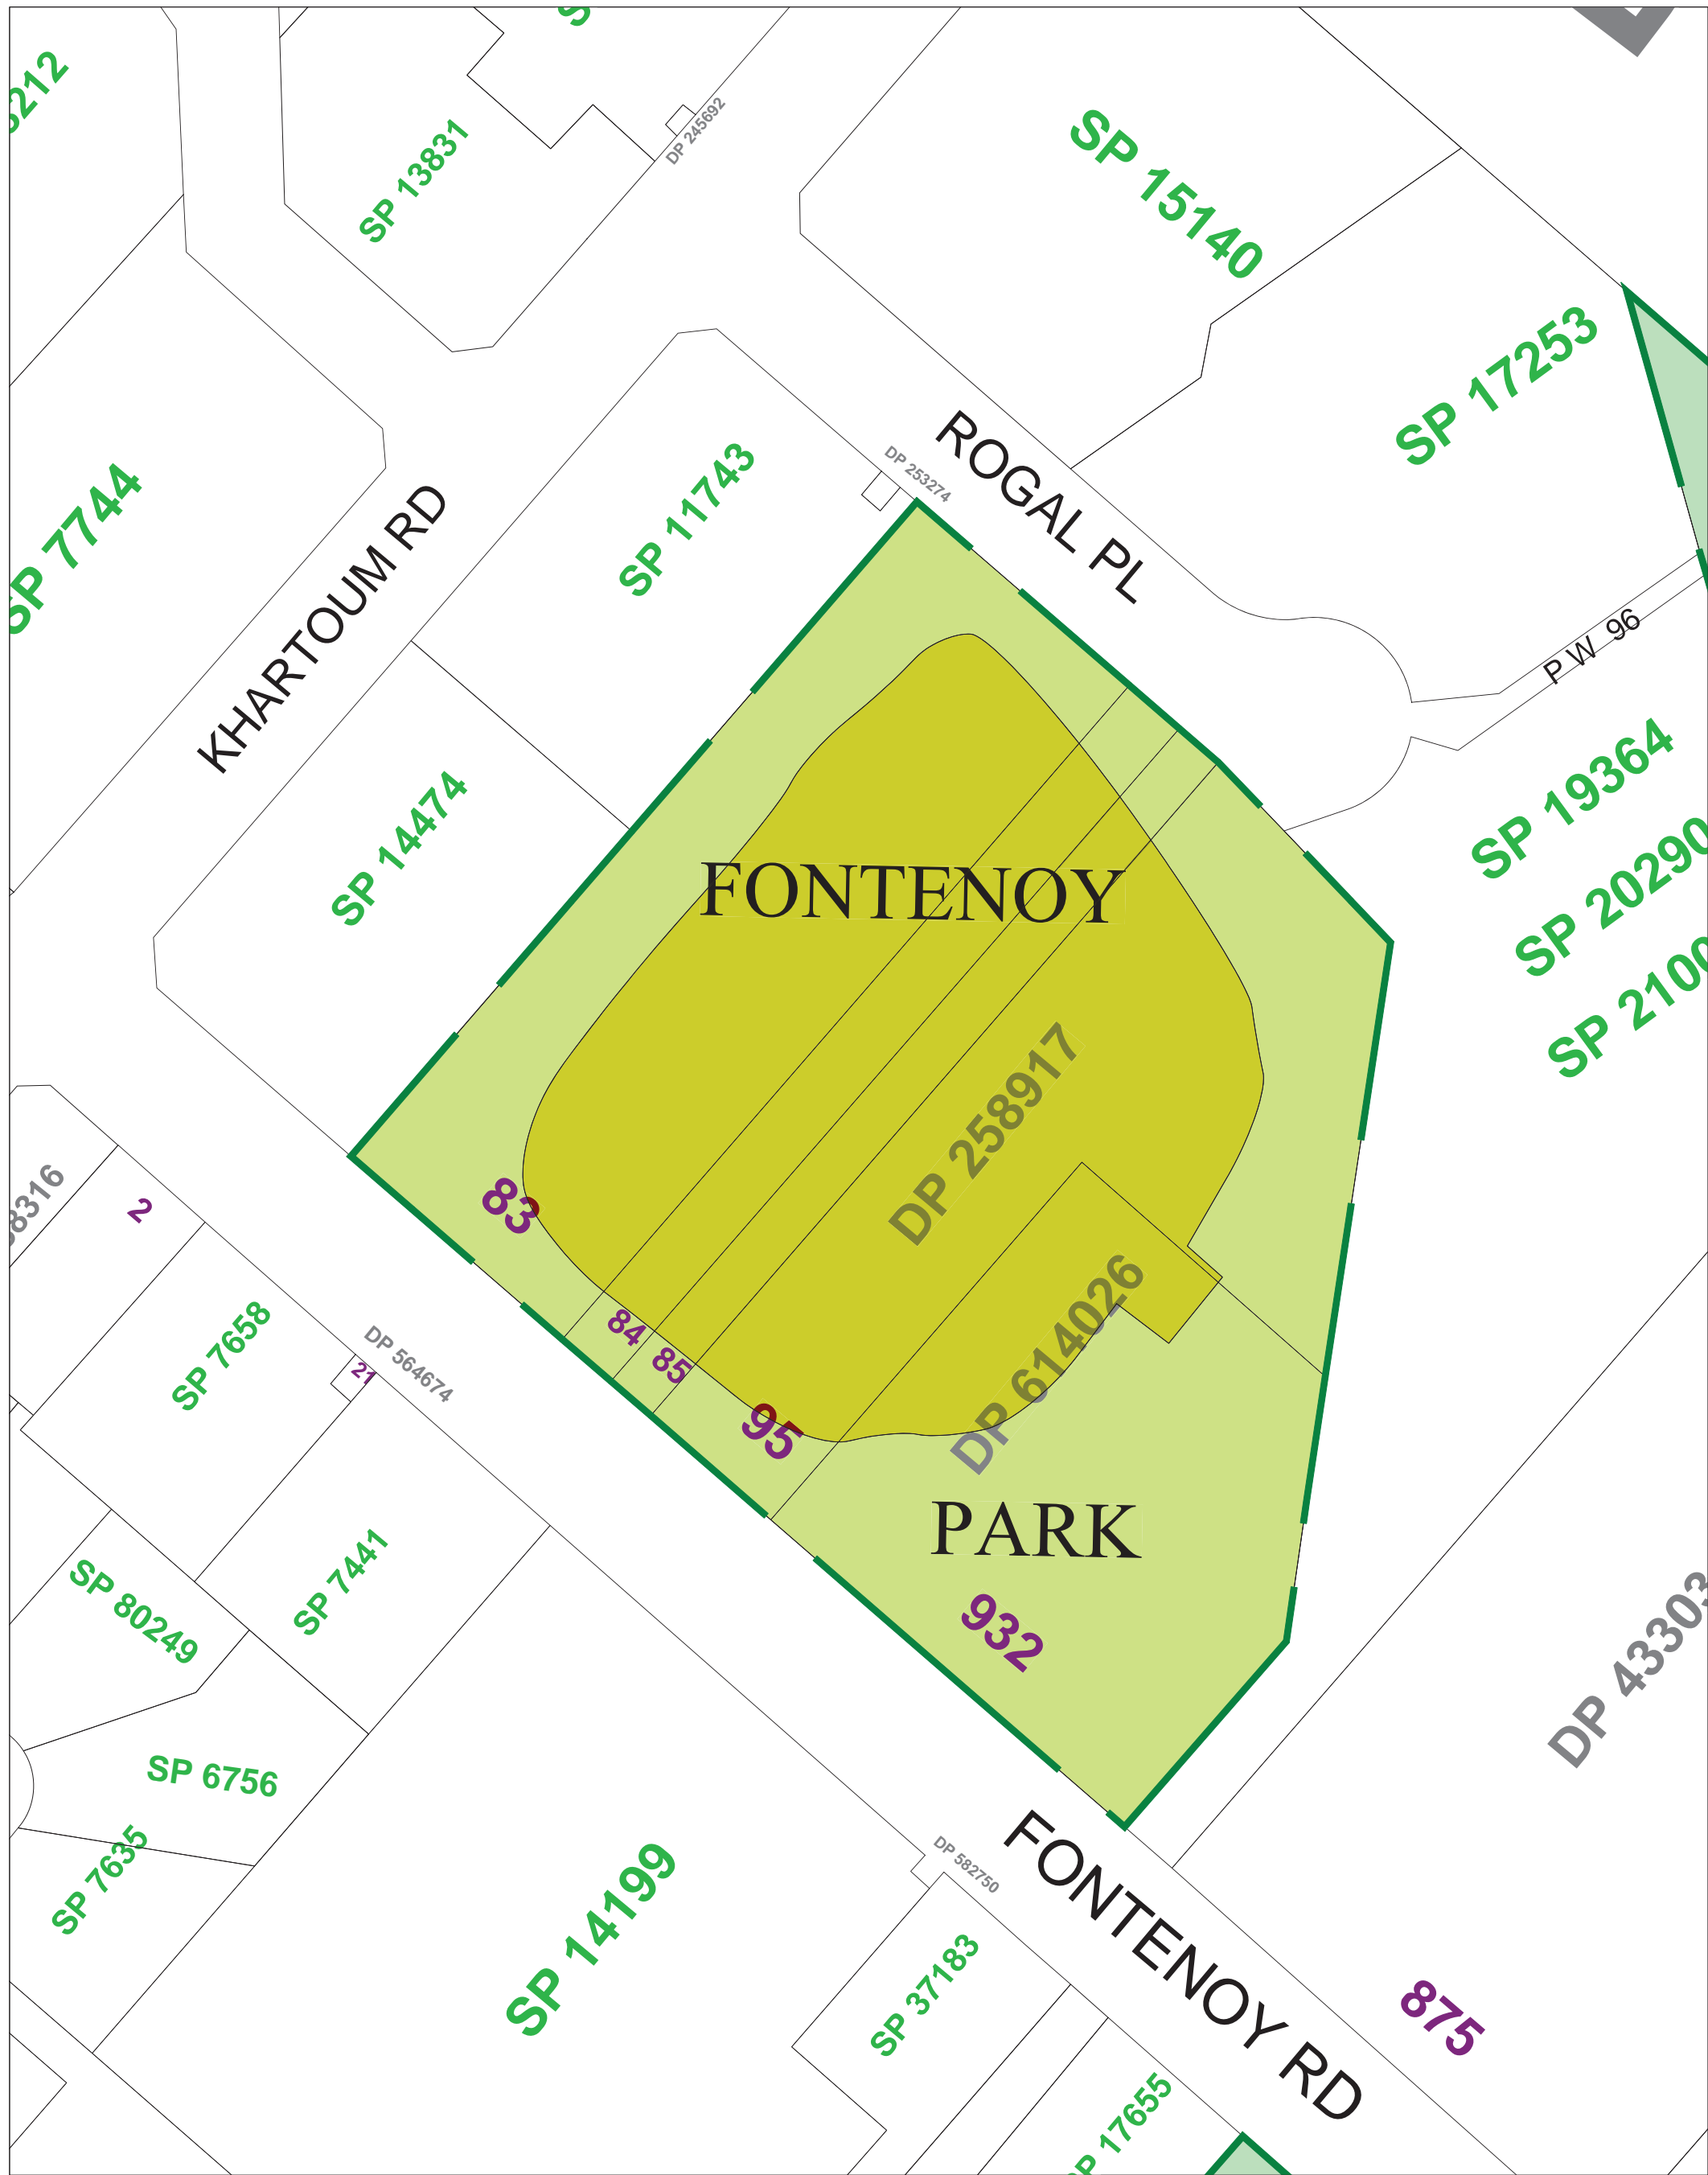 SP 13831
DP 245692
SP 15140
SP 17253
SP 7744
KHARTOUM RD
SP 11743
DP 253274
ROGAL PL
P W 96
SP 14474
SP 19364
SP 20290
FONTENOY
DP 258917
2
83
84
85
95
DP 614026
SP 7658
21
DP 564674
PARK
932
SP 80249
SP 7441
SP 6756
SP 7635
SP 14199
DP 43303
DP 582750
FONTENOY RD
SP 37183
875